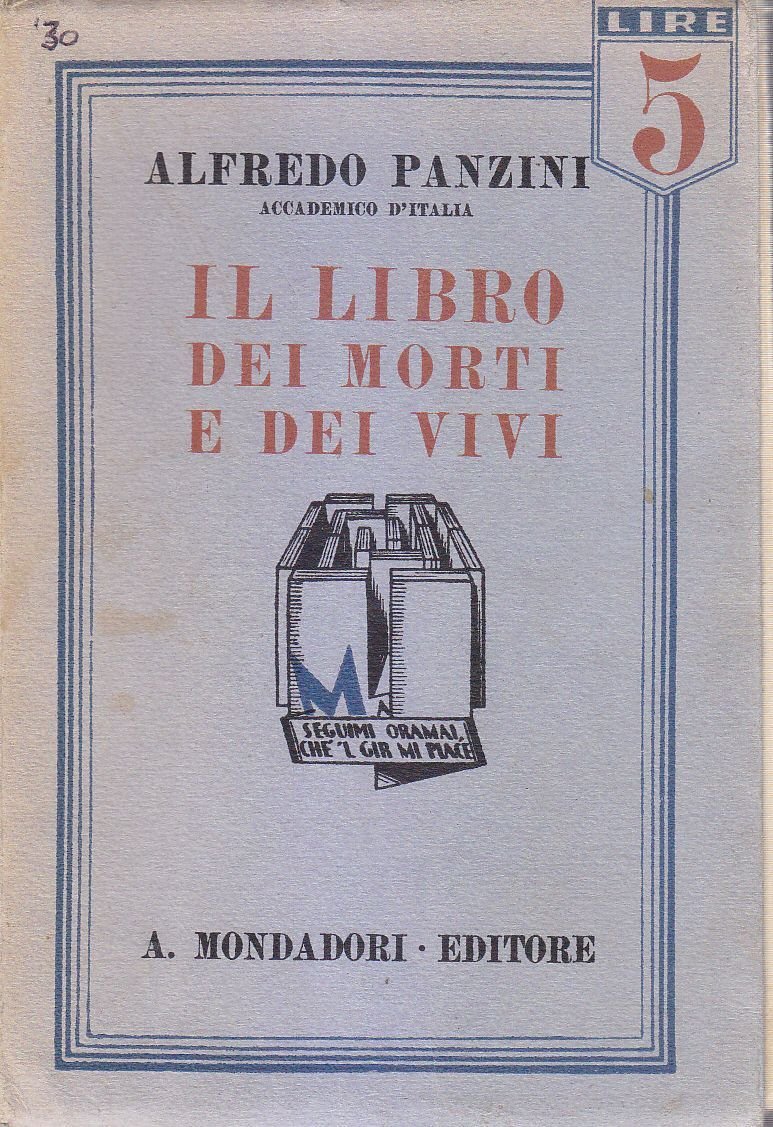 '30
LIRE
5
ALFREDO PANZINI
ACCADEMICO D'ITALIA
IL LIBRO
DEI MORTI
E DEI VIVI
M
SEGUIMI ORAMAI,
CHE 'L GIR MI PIACE
A. MONDADORI · EDITORE